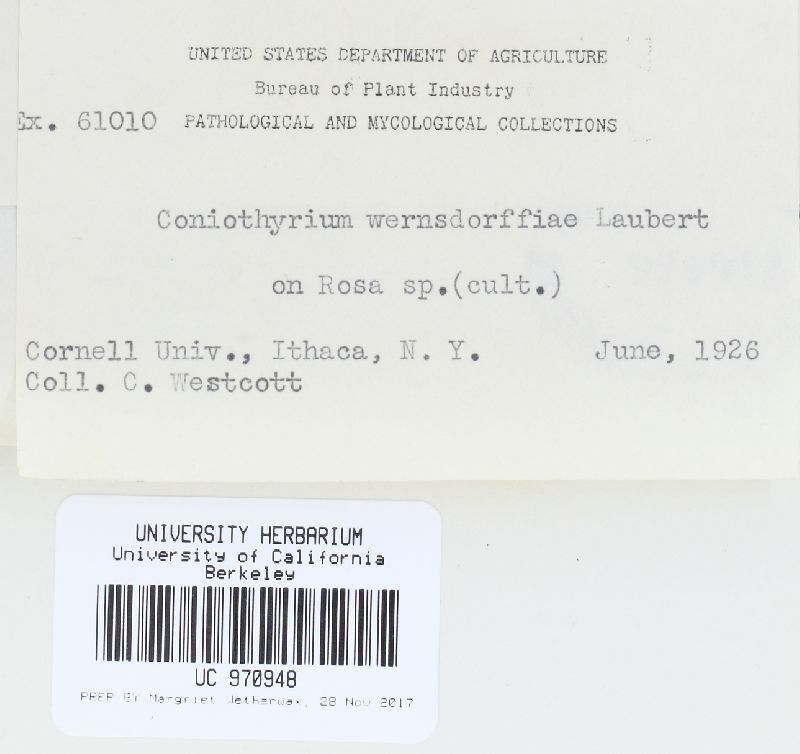 UNITED STATES DEPARTMENT OF AGRICULTURE
Bureau of Plant Industry
Ex. 61010 PATHOLOGICAL AND MYCOLOGICAL COLLECTIONS
Coniothyrium wernsdorffiae Laubert
on Rosa sp.(cult.)
Cornell Univ., Ithaca, N. Y. June, 1926
Coll. C. Westcott
UNIVERSITY HERBARIUM
University of California
Berkeley
UC 970948
PREP BY Margriet Wetherwax, 28 Nov 2017